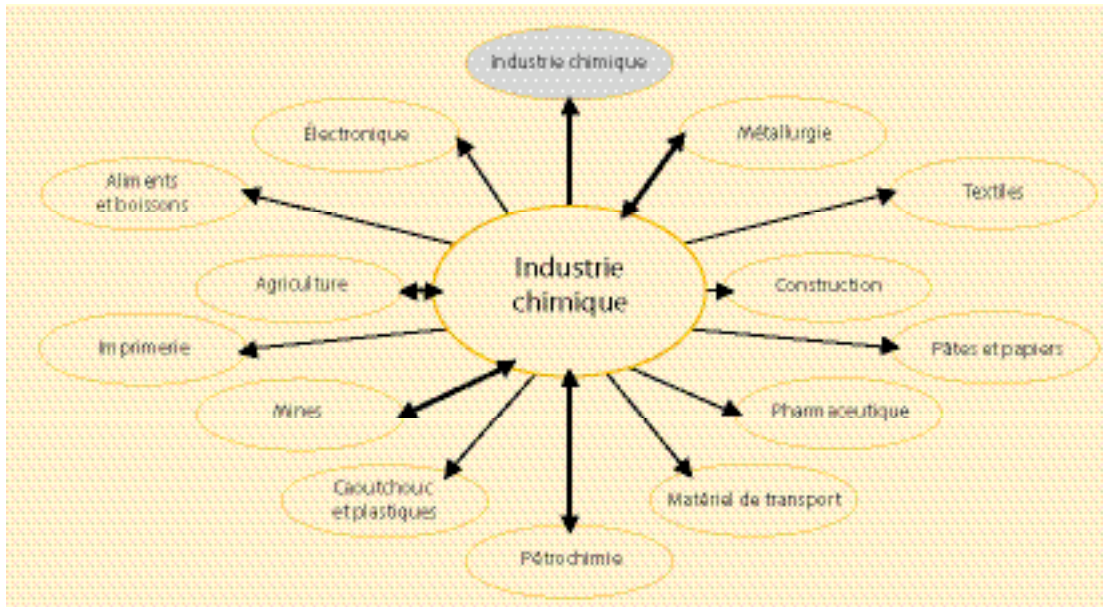 Industrie chimique
Électronique
Métallurgie
Aliments
et boissons
Textiles
Industrie
chimique
Agriculture
Construction
Imprimerie
Pâtes et papiers
Mines
Pharmaceutique
Caoutchouc
et plastiques
Matériel de transport
Pétrochimie